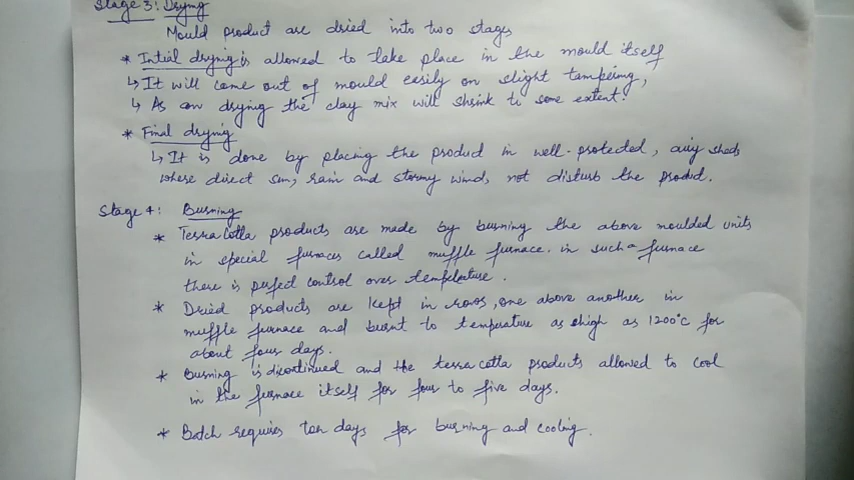 Stage 3: Drying
Mould product are dried into two stages
* Intial drying is allowed to take place in the mould itself
↳ It will come out of mould easily on slight tampering,
↳ As on drying the clay mix will shrink to some extent.
* Final drying
↳ It is done by placing the product in well-protected, airy sheds
where direct sun, rain and stormy wind, not disturb the product.
Stage 4: Burning
* Terra Cotta products are made by burning the above moulded units
in special furnaces called muffle furnace. in such a furnace
there is perfect control over temperature.
* Dried products are kept in rows, one above another in
muffle furnace and burnt to temperature as high as 1200°C for
about four days.
* Burning is discontinued and the terra cotta products allowed to cool
in the furnace itself for four to five days.
* Batch requires ten days for burning and cooling.